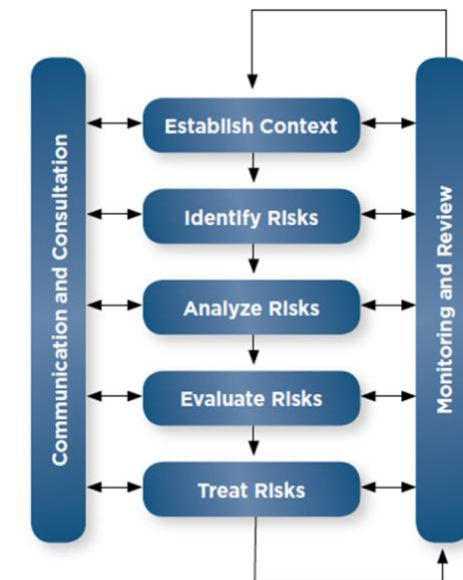 Communication and Consultation
Establish Context
Identify Risks
Analyze Risks
Evaluate Risks
Treat Risks
Monitoring and Review